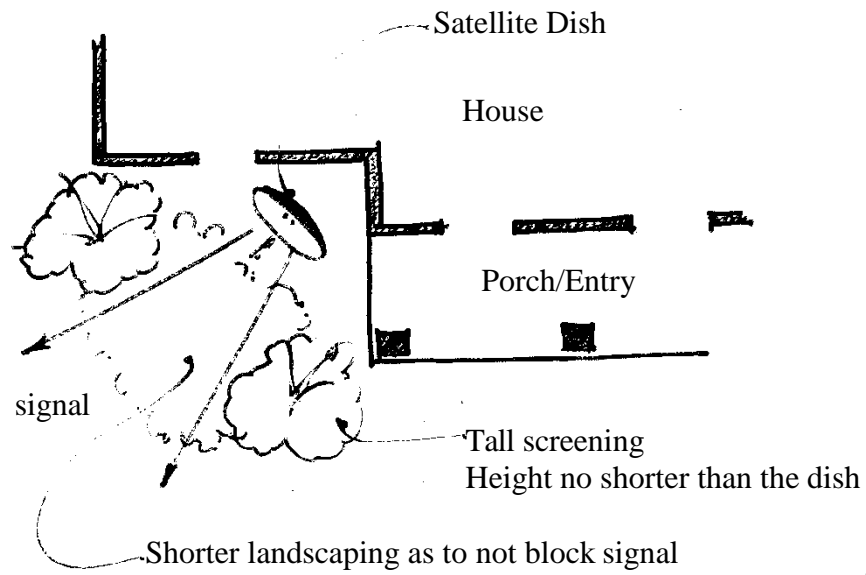 Satellite Dish
House
Porch/Entry
signal
Tall screening
Height no shorter than the dish
Shorter landscaping as to not block signal